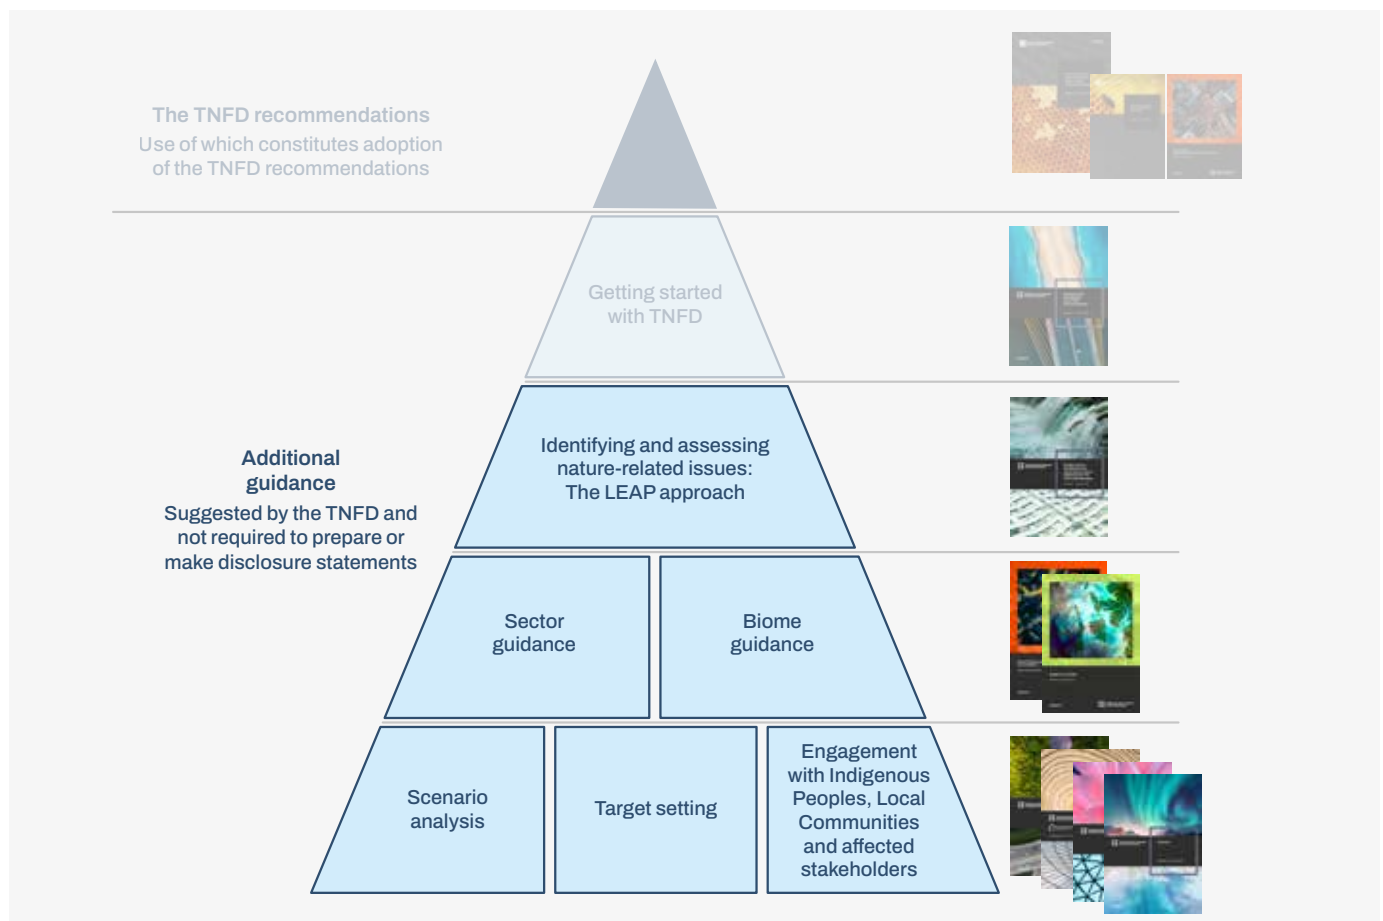 The TNFD recommendations
Use of which constitutes adoption
of the TNFD recommendations
Getting started
with TNFD
Additional
guidance
Suggested by the TNFD and
not required to prepare or
make disclosure statements
Identifying and assessing
nature-related issues:
The LEAP approach
Sector
guidance
Biome
guidance
Scenario
analysis
Target setting
Engagement
with Indigenous
Peoples, Local
Communities
and affected
stakeholders